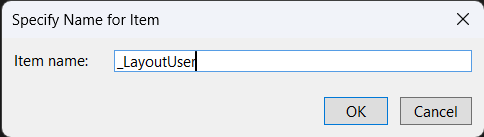 Specify Name for Item
Item name: _LayoutUser
OK Cancel